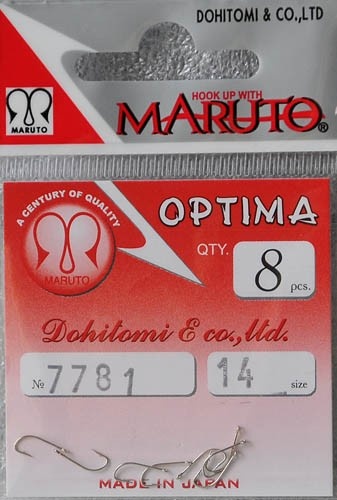 DOHITOMI & CO.,LTD
HOOK UP WITH
MARUTO®
MARUTO
A CENTURY OF QUALITY
MARUTO
OPTIMA
QTY. 8 pcs.
Dohitomi & co., ltd.
№ 7781 14 size
MADE IN JAPAN